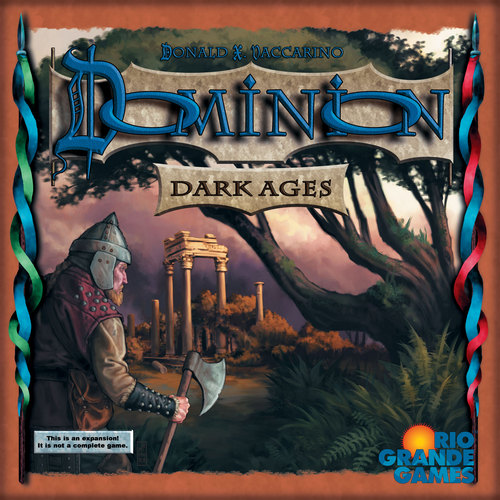 Donald X. Vaccarino
Dominion
DARK AGES
This is an expansion!
It is not a complete game.
RIO
GRANDE
GAMES